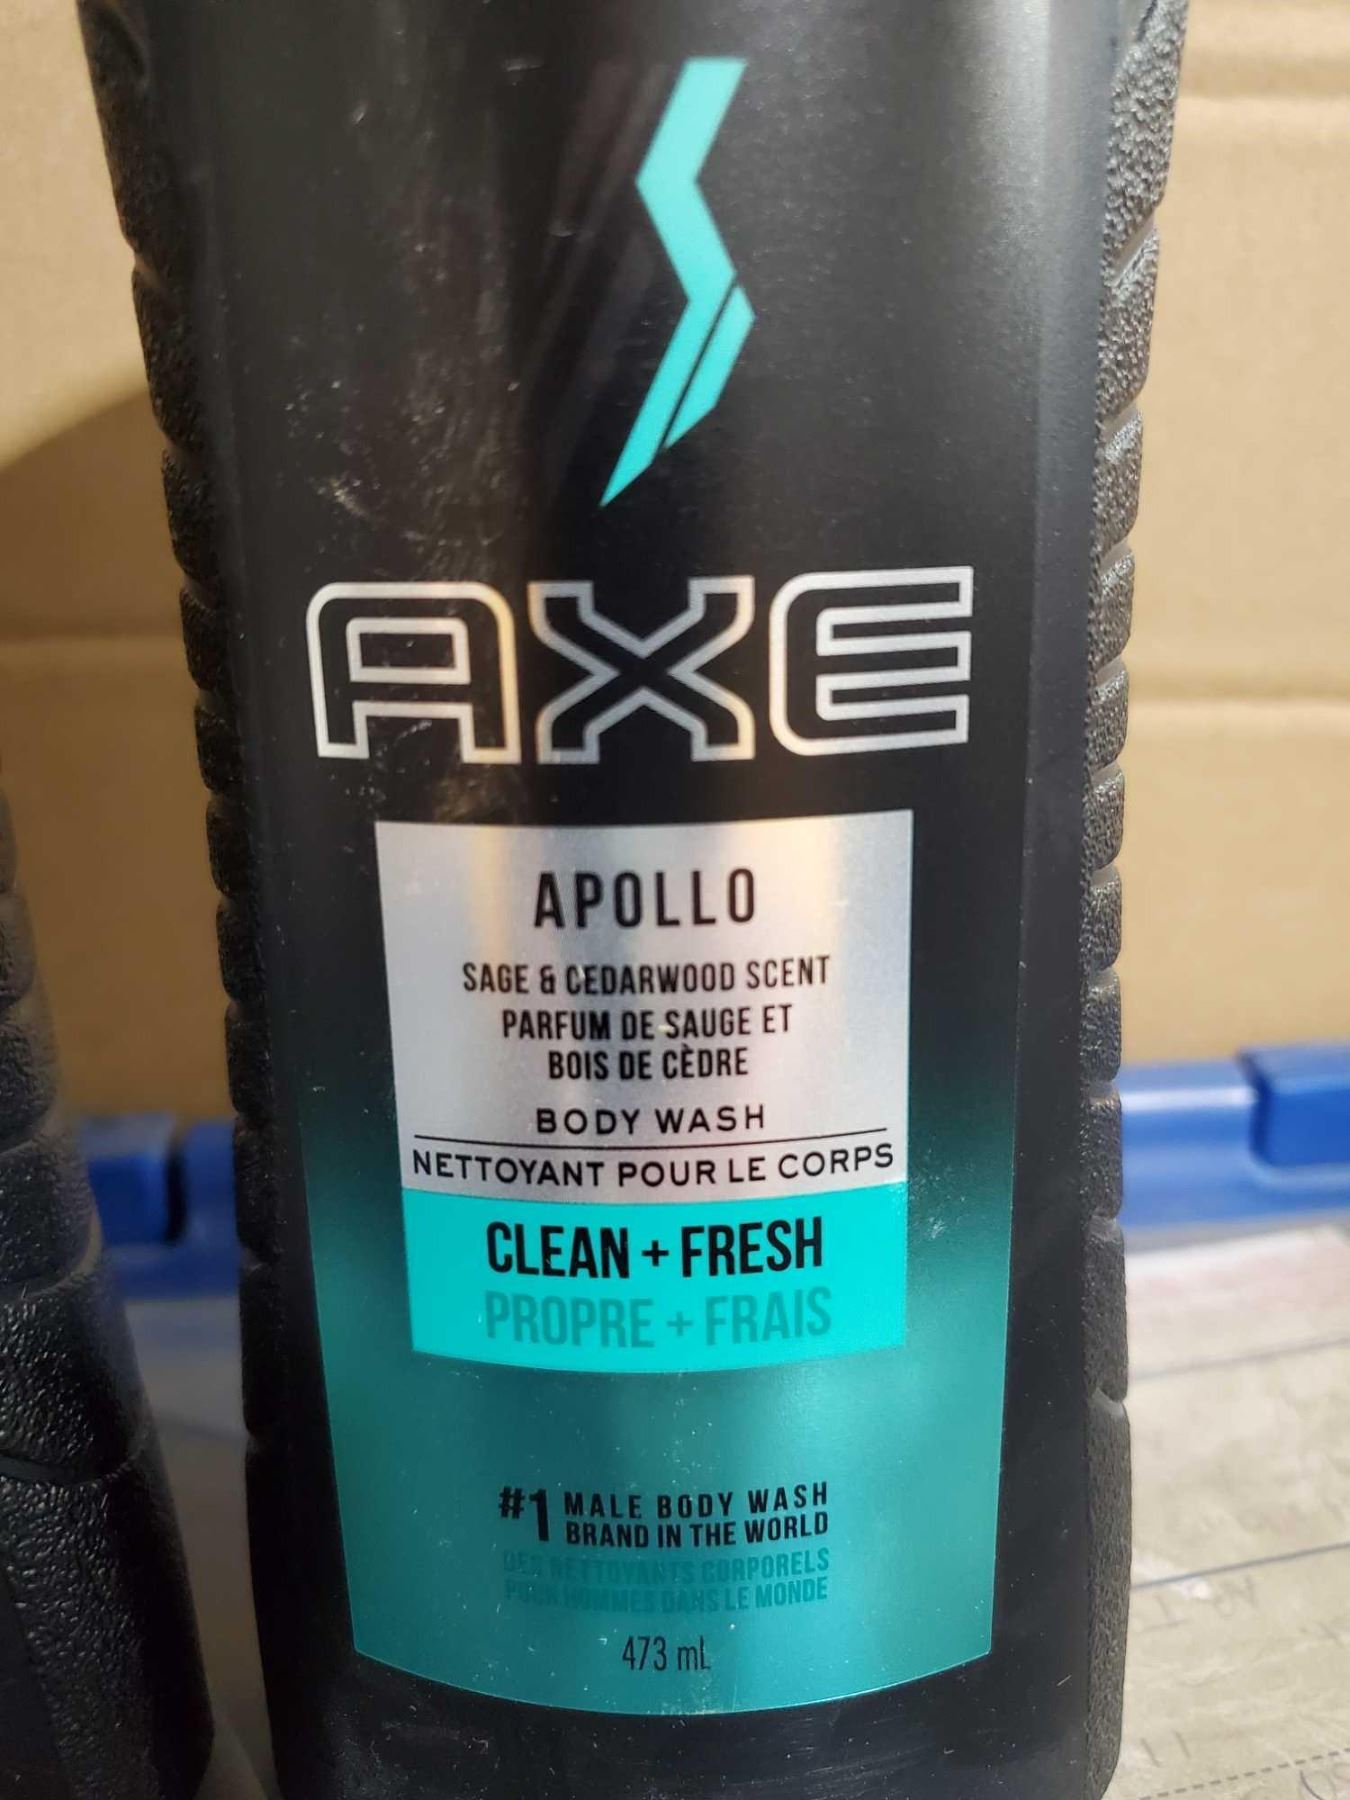 AXE
APOLLO
SAGE & CEDARWOOD SCENT
PARFUM DE SAUGE ET
BOIS DE CÈDRE
BODY WASH
NETTOYANT POUR LE CORPS
CLEAN + FRESH
PROPRE + FRAIS
#1 MALE BODY WASH
BRAND IN THE WORLD
DES NETTOYANTS CORPORELS
POUR HOMMES DANS LE MONDE
473 mL